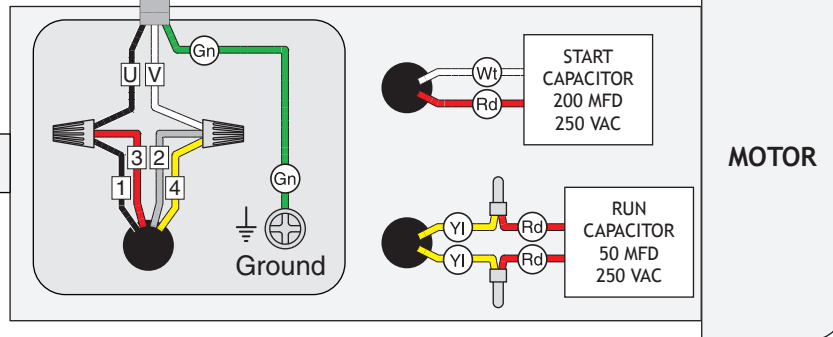 Gn
U V
3 2
1 4
Gn
Ground
Wt
Rd
START
CAPACITOR
200 MFD
250 VAC
Yl Rd
Yl Rd
RUN
CAPACITOR
50 MFD
250 VAC
MOTOR